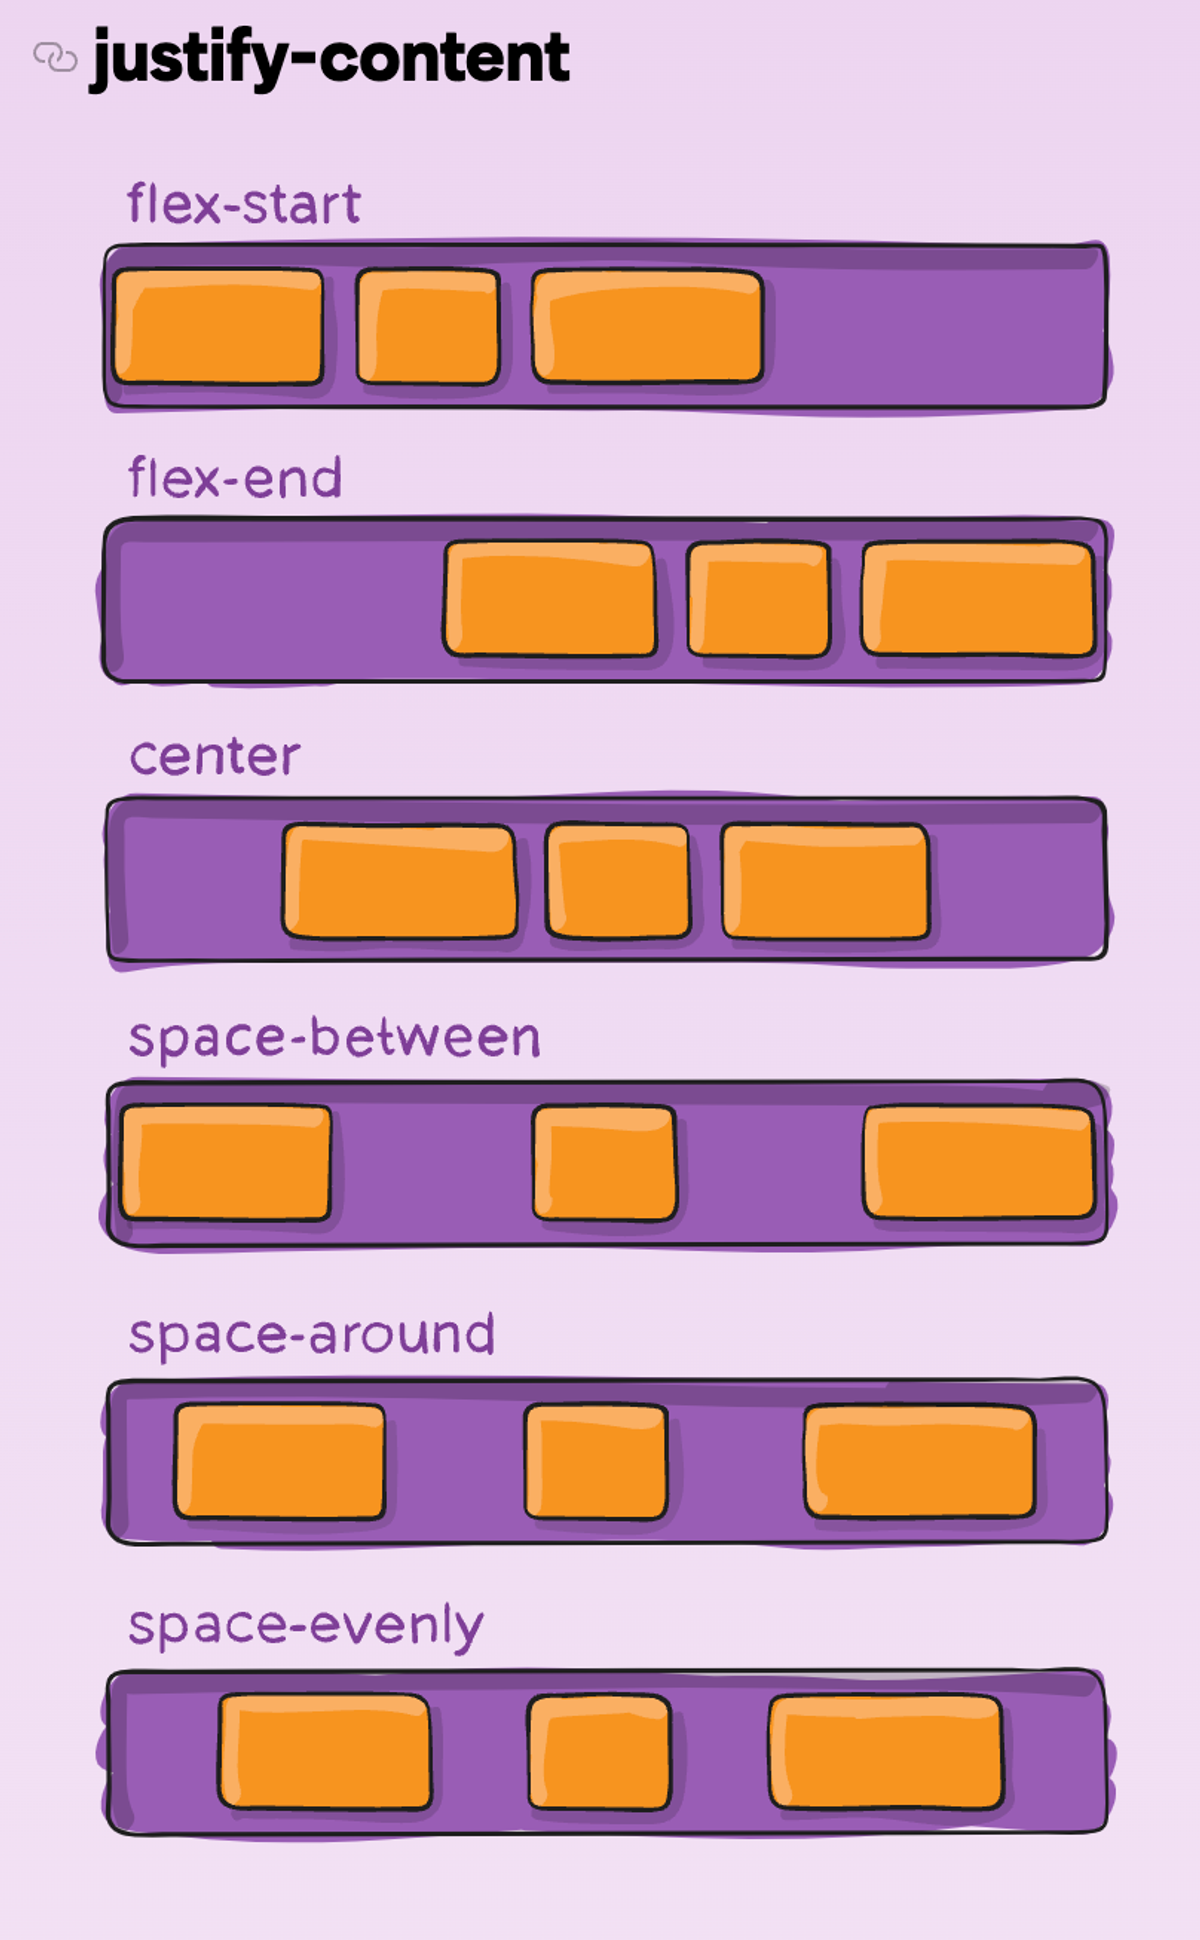 justify-content
flex-start
flex-end
center
space-between
space-around
space-evenly